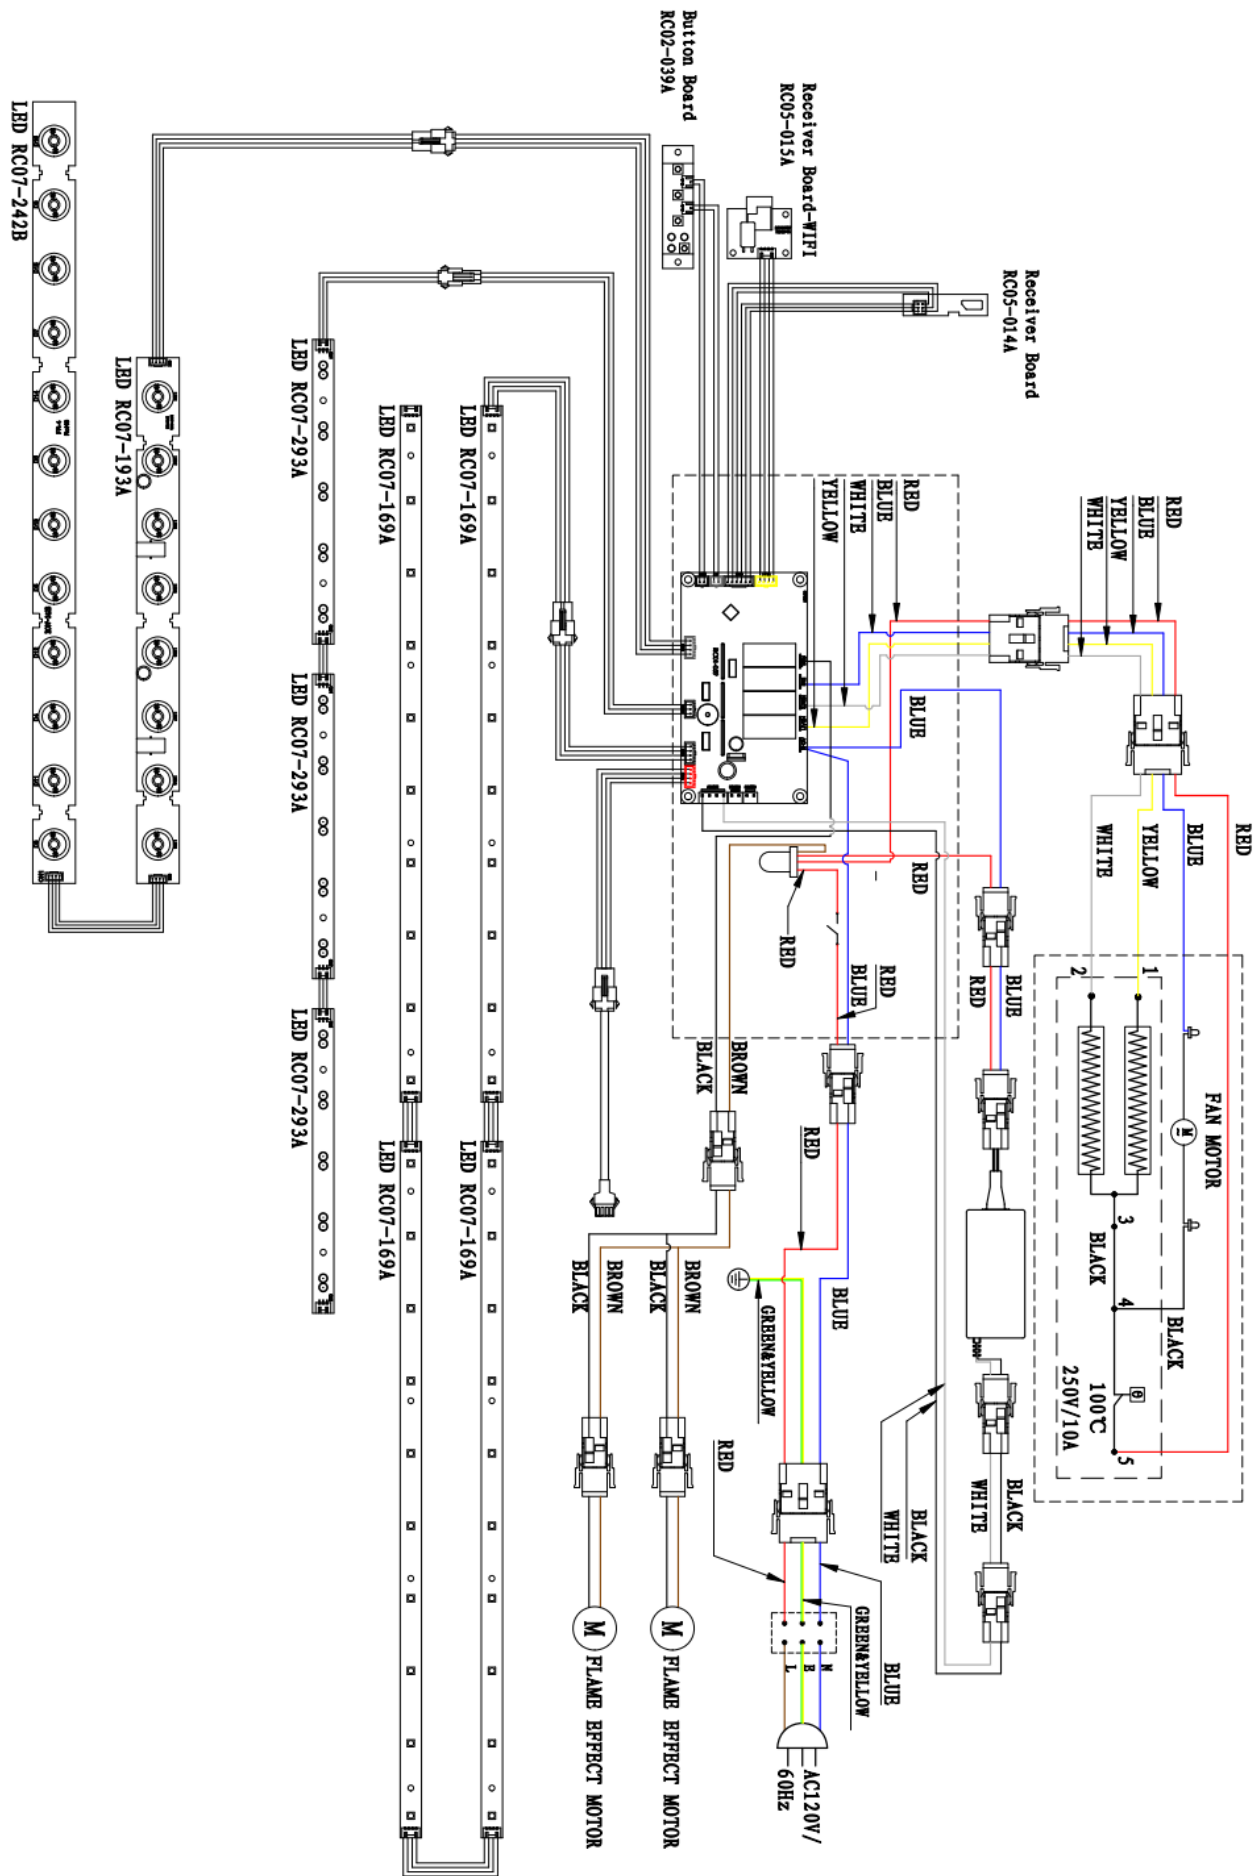 Button Board
RC02-039A
Receiver Board-WIFI
RC05-015A
Receiver Board
RC05-014A
LED RC07-242B
LED RC07-193A
LED RC07-293A
LED RC07-293A
LED RC07-293A
LED RC07-169A
LED RC07-169A
LED RC07-169A
LED RC07-169A
RED
BLUE
WHITE
YELLOW
RED
BLUE
YELLOW
WHITE
BLUE
RED
BLUE
YELLOW
WHITE
RED
RED
RED
BLUE
BLUE
RED
1
2
3
4
5
FAN MOTOR
BLACK
BLACK
100℃
250V/10A
θ
M
~
BROWN
BLACK
RED
BLUE
GREEN&YELLOW
BROWN
BLACK
BROWN
BLACK
BLACK
WHITE
BLACK
WHITE
RED
BLUE
GREEN&YELLOW
N
E
L
AC120V/
60Hz
M
FLAME EFFECT MOTOR
M
FLAME EFFECT MOTOR